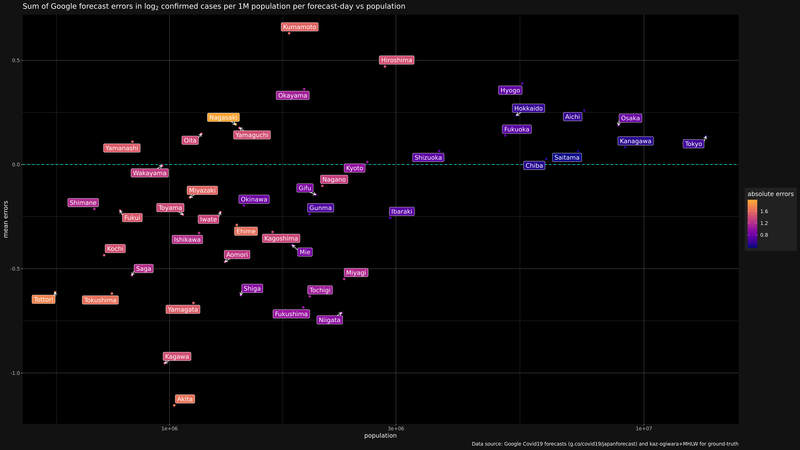 Sum of Google forecast errors in log2 confirmed cases per 1M population per forecast-day vs population
Kumamoto
0.5
Hiroshima
Hyogo
Okayama
Hokkaido
Nagasaki
Aichi
Osaka
Fukuoka
Oita
Yamaguchi
Kanagawa
Tokyo
Yamanashi
Shizuoka
Saitama
0.0
Chiba
Kyoto
Wakayama
Nagano
absolute errors
Miyazaki
Gifu
Okinawa
Shimane
Toyama
Gunma
1.6
Ibaraki
Fukui
Iwate
1.2
mean errors
Ehime
0.8
Ishikawa
Kagoshima
Kochi
Aomori
Mie
-0.5
Saga
Miyagi
Shiga
Tochigi
Tottori
Tokushima
Yamagata
Fukushima
Niigata
Kagawa
-1.0
Akita
1e+06
3e+06
1e+07
population
Data source: Google Covid19 forecasts (g.co/covid19/japanforecast) and kaz-ogiwara+MHLW for ground-truth